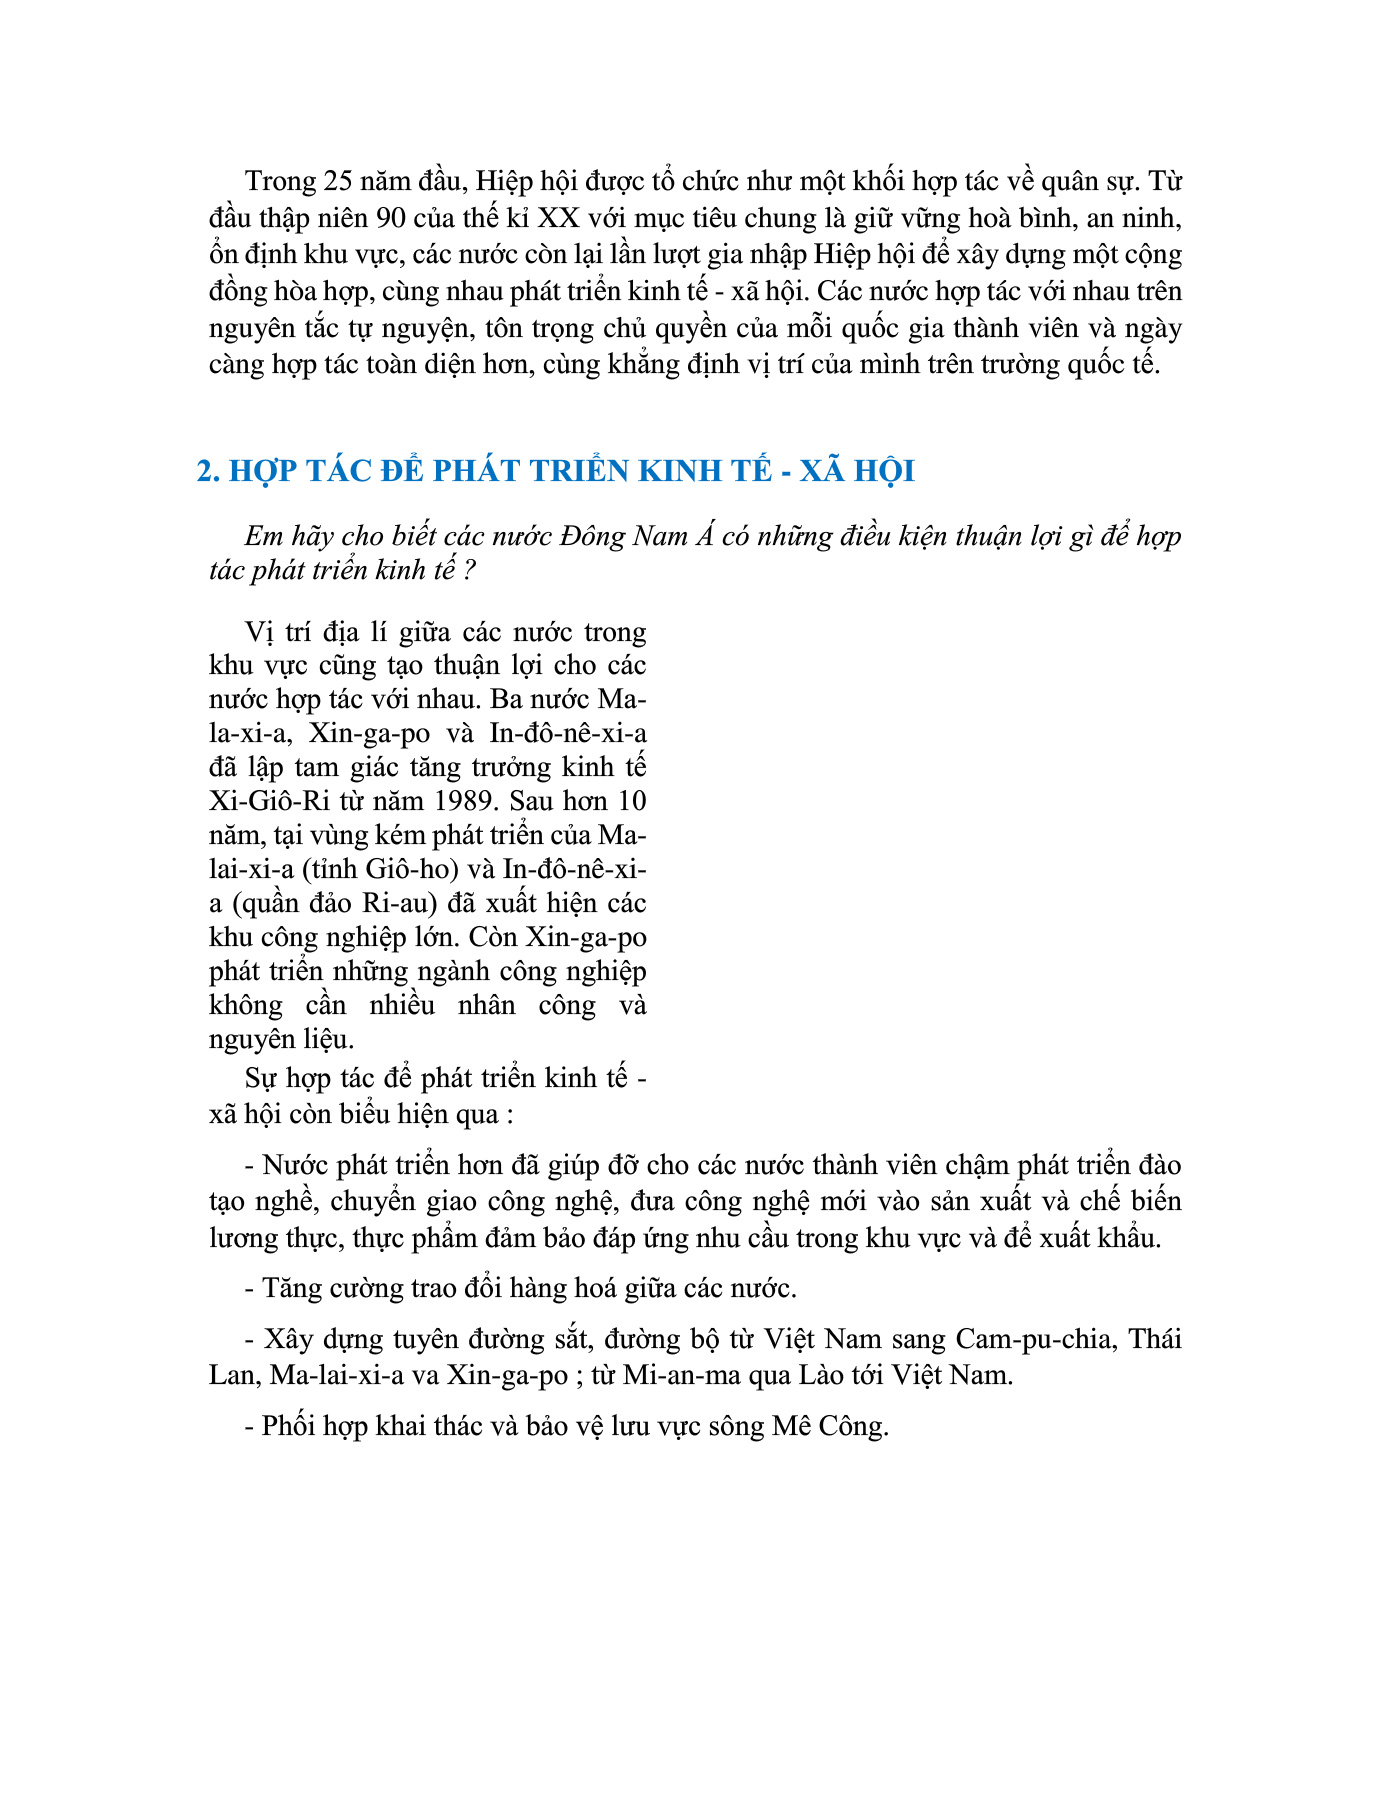 Trong 25 năm đầu, Hiệp hội được tổ chức như một khối hợp tác về quân sự. Từ
đầu thập niên 90 của thế kỉ XX với mục tiêu chung là giữ vững hoà bình, an ninh,
ổn định khu vực, các nước còn lại lần lượt gia nhập Hiệp hội để xây dựng một cộng
đồng hòa hợp, cùng nhau phát triển kinh tế - xã hội. Các nước hợp tác với nhau trên
nguyên tắc tự nguyện, tôn trọng chủ quyền của mỗi quốc gia thành viên và ngày
càng hợp tác toàn diện hơn, cùng khẳng định vị trí của mình trên trường quốc tế.
2. HỢP TÁC ĐỂ PHÁT TRIỂN KINH TẾ - XÃ HỘI
Em hãy cho biết các nước Đông Nam Á có những điều kiện thuận lợi gì để hợp
tác phát triển kinh tế ?
Vị trí địa lí giữa các nước trong
khu vực cũng tạo thuận lợi cho các
nước hợp tác với nhau. Ba nước Ma-
la-xi-a, Xin-ga-po và In-đô-nê-xi-a
đã lập tam giác tăng trưởng kinh tế
Xi-Giô-Ri từ năm 1989. Sau hơn 10
năm, tại vùng kém phát triển của Ma-
lai-xi-a (tỉnh Giô-ho) và In-đô-nê-xi-
a (quần đảo Ri-au) đã xuất hiện các
khu công nghiệp lớn. Còn Xin-ga-po
phát triển những ngành công nghiệp
không cần nhiều nhân công và
nguyên liệu.
Sự hợp tác để phát triển kinh tế -
xã hội còn biểu hiện qua :
- Nước phát triển hơn đã giúp đỡ cho các nước thành viên chậm phát triển đào
tạo nghề, chuyển giao công nghệ, đưa công nghệ mới vào sản xuất và chế biến
lương thực, thực phẩm đảm bảo đáp ứng nhu cầu trong khu vực và để xuất khẩu.
- Tăng cường trao đổi hàng hoá giữa các nước.
- Xây dựng tuyên đường sắt, đường bộ từ Việt Nam sang Cam-pu-chia, Thái
Lan, Ma-lai-xi-a va Xin-ga-po ; từ Mi-an-ma qua Lào tới Việt Nam.
- Phối hợp khai thác và bảo vệ lưu vực sông Mê Công.